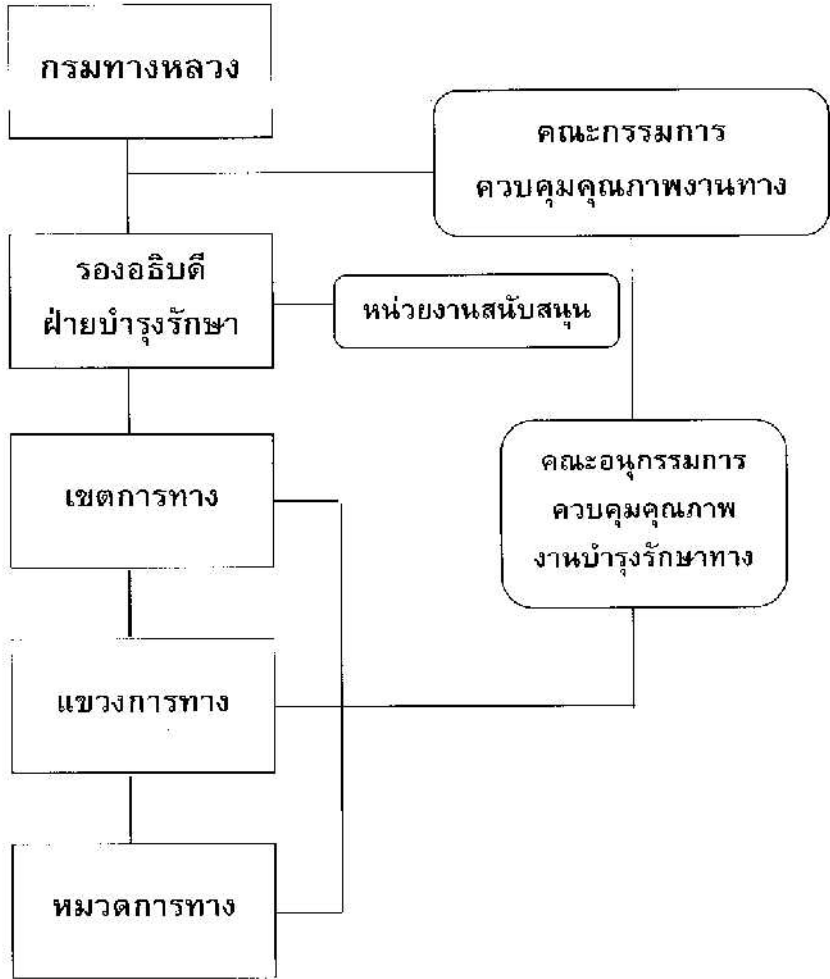 กรมทางหลวง
คณะกรรมการ
ควบคุมคุณภาพงานทาง
รองอธิบดี
ฝ่ายบำรุงรักษา
หน่วยงานสนับสนุน
เขตการทาง
คณะอนุกรรมการ
ควบคุมคุณภาพ
งานบำรุงรักษาทาง
แขวงการทาง
หมวดการทาง